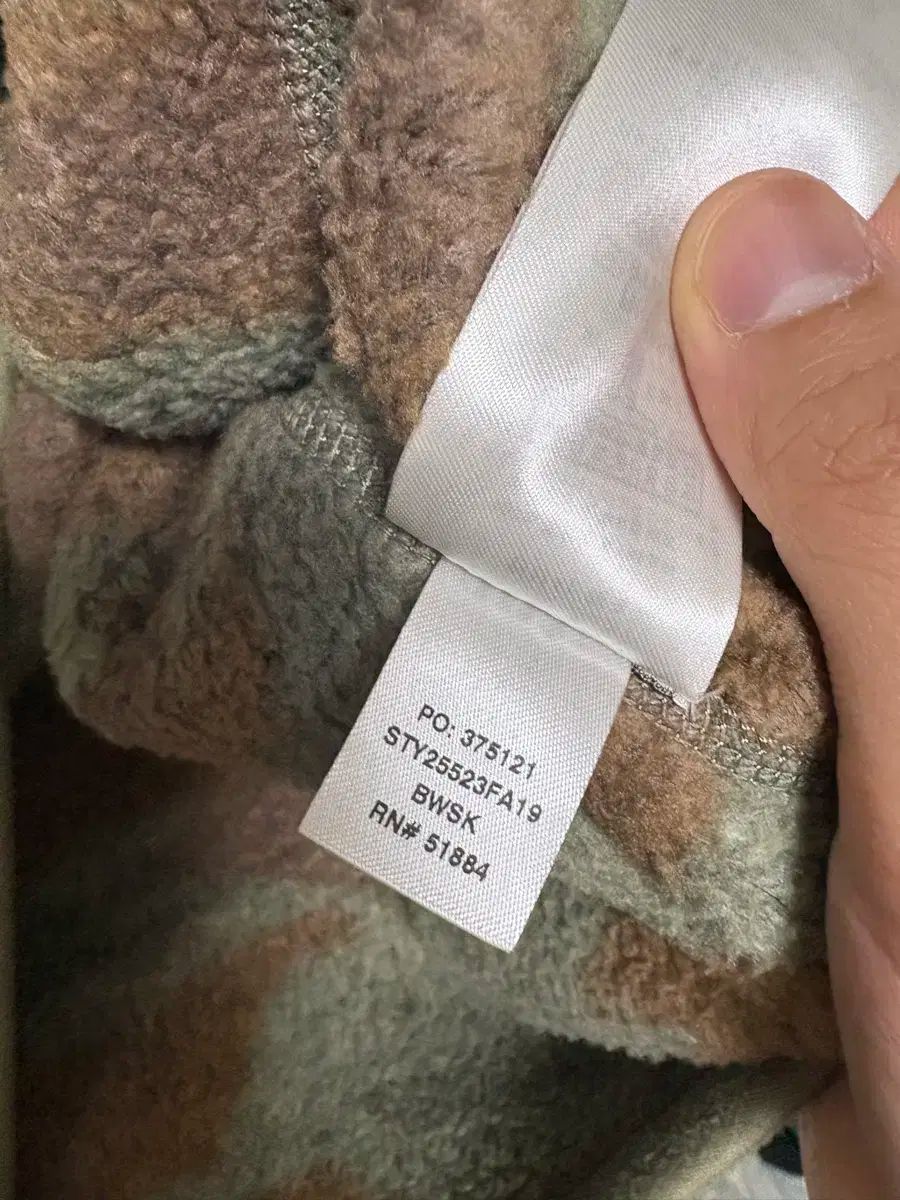 PO: 375121
STY25523FA19
BWSK
RN# 51884